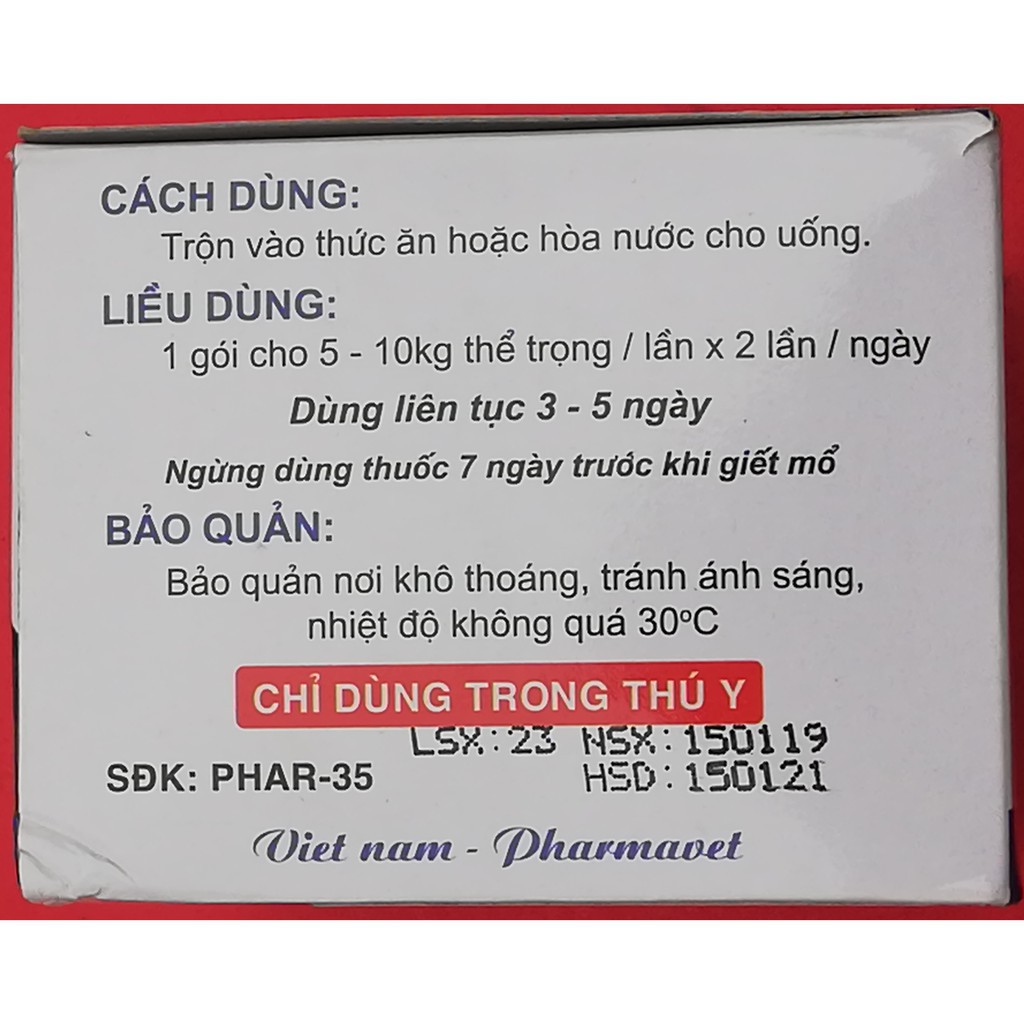 CÁCH DÙNG:
Trộn vào thức ăn hoặc hòa nước cho uống.
LIỀU DÙNG:
1 gói cho 5 - 10kg thể trọng / lần x 2 lần / ngày
Dùng liên tục 3 - 5 ngày
Ngừng dùng thuốc 7 ngày trước khi giết mổ
BẢO QUẢN:
Bảo quản nơi khô thoáng, tránh ánh sáng,
nhiệt độ không quá 30ºC
CHỈ DÙNG TRONG THÚ Y
LSX:23 NSX:150119
SĐK: PHAR-35 HSD:150121
Viet nam - Pharmavet